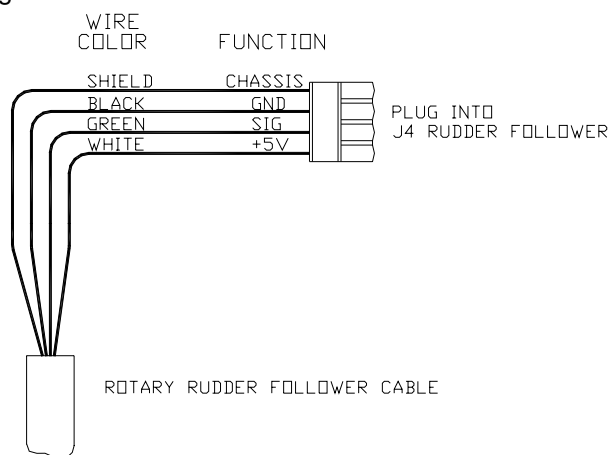 WIRE
COLOR FUNCTION
SHIELD CHASSIS
BLACK GND
GREEN SIG
WHITE +5V
PLUG INTO
J4 RUDDER FOLLOWER
ROTARY RUDDER FOLLOWER CABLE